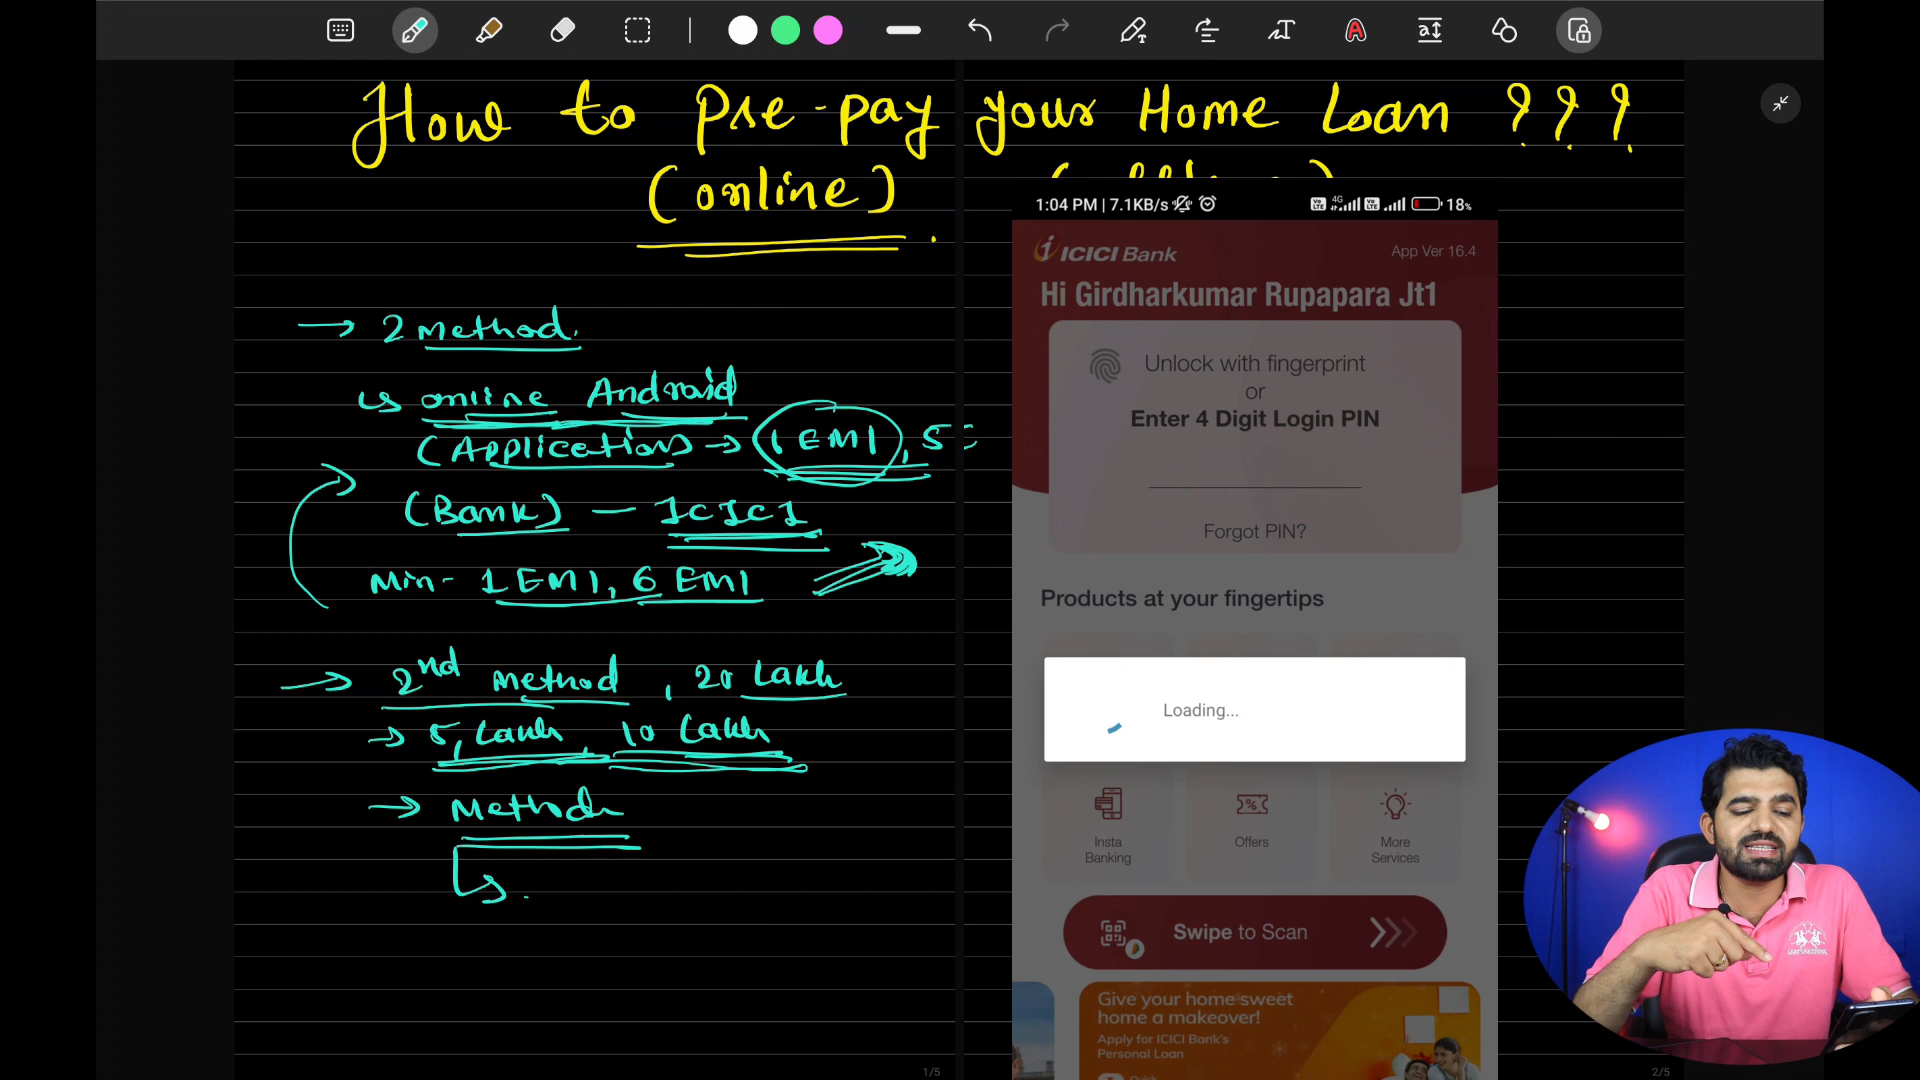 How to Pre-pay your Home Loan ???
(online)
→ 2 Method.
↳ online Android
(Application) → 1 EMI, 5
(Bank) — ICICI
Min - 1 EMI, 6 EMI
→ 2nd Method, 20 Lakh
→ 5, Lakh, 10 Lakh
→ Method
1/5
1:04 PM | 7.1KB/s
4G
18%
ICICI Bank
App Ver 16.4
Hi Girdharkumar Rupapara Jt1
Unlock with fingerprint
or
Enter 4 Digit Login PIN
Forgot PIN?
Products at your fingertips
Loading...
Insta
Banking
Offers
More
Services
Swipe to Scan
Give your home sweet
home a makeover!
Apply for ICICI Bank's
Personal Loan
2/5